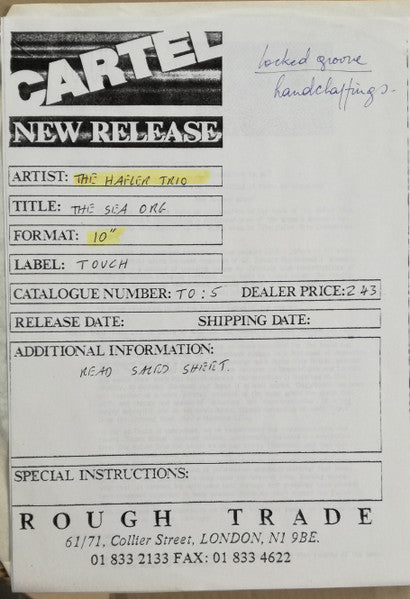 CARTEL
locked groove
handclappings.
NEW RELEASE
ARTIST: THE HAFLER TRIO
TITLE: THE SEA ORG
FORMAT: 10"
LABEL: TOUCH
CATALOGUE NUMBER: TO : 5 DEALER PRICE: 2 43
RELEASE DATE: SHIPPING DATE:
ADDITIONAL INFORMATION:
READ SALES SHEET.
SPECIAL INSTRUCTIONS:
ROUGH TRADE
61/71, Collier Street, LONDON, N1 9BE.
01 833 2133 FAX: 01 833 4622